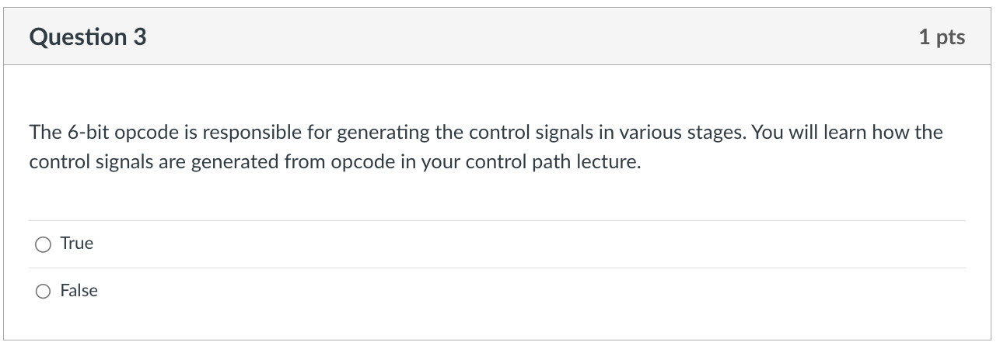 Question 3
1 pts
The 6-bit opcode is responsible for generating the control signals in various stages. You will learn how the
control signals are generated from opcode in your control path lecture.
True
False